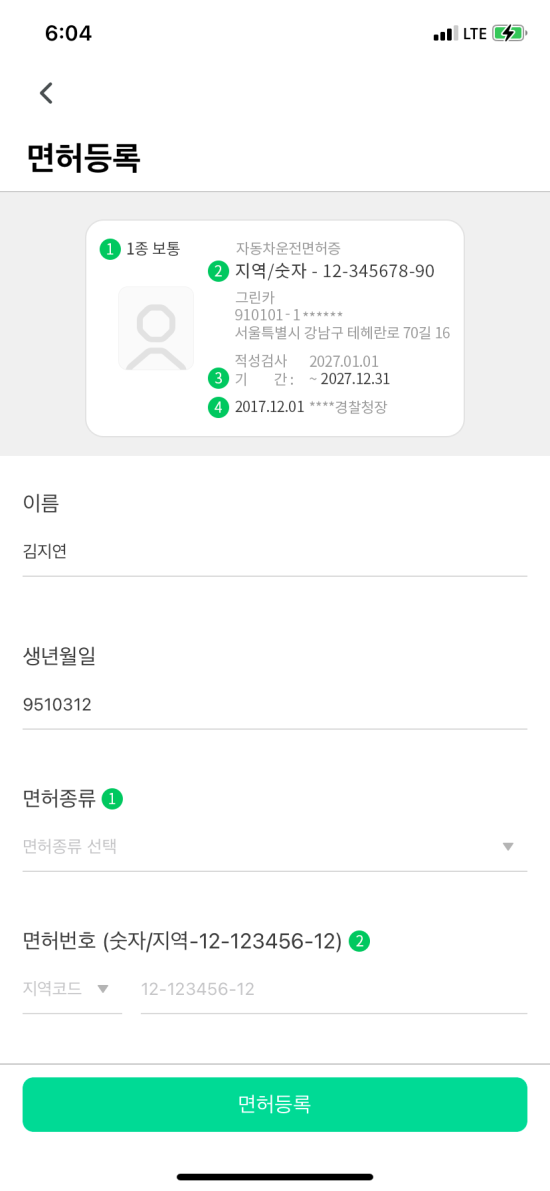 6:04
LTE
면허등록
1 1종 보통
자동차운전면허증
2 지역/숫자 - 12-345678-90
그린카
910101-1******
서울특별시 강남구 테헤란로 70길 16
적성검사 2027.01.01
3 기 간 : ~ 2027.12.31
4 2017.12.01 ****경찰청장
이름
김지연
생년월일
9510312
면허종류 1
면허종류 선택
면허번호 (숫자/지역-12-123456-12) 2
지역코드 12-123456-12
면허등록